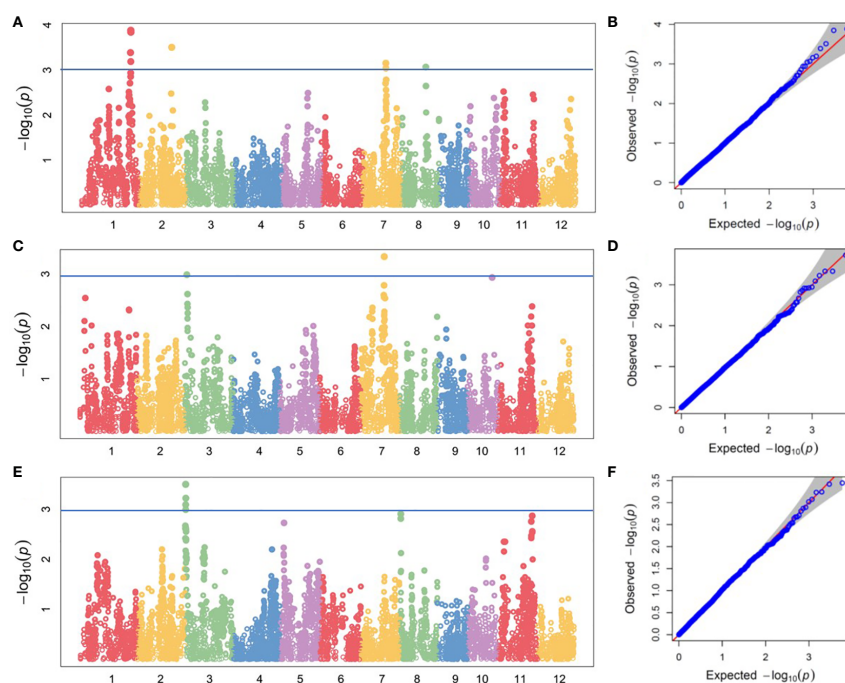 A
−log₁₀(p)
4
3
2
1
1 2 3 4 5 6 7 8 9 10 11 12
B
Observed −log₁₀(p)
4
3
2
1
0
0 1 2 3
Expected −log₁₀(p)
C
−log₁₀(p)
3
2
1
1 2 3 4 5 6 7 8 9 10 11 12
D
Observed −log₁₀(p)
3
2
1
0
0 1 2 3
Expected −log₁₀(p)
E
−log₁₀(p)
3
2
1
1 2 3 4 5 6 7 8 9 10 11 12
F
Observed −log₁₀(p)
3.5
3.0
2.5
2.0
1.5
1.0
0.5
0.0
0 1 2 3
Expected −log₁₀(p)